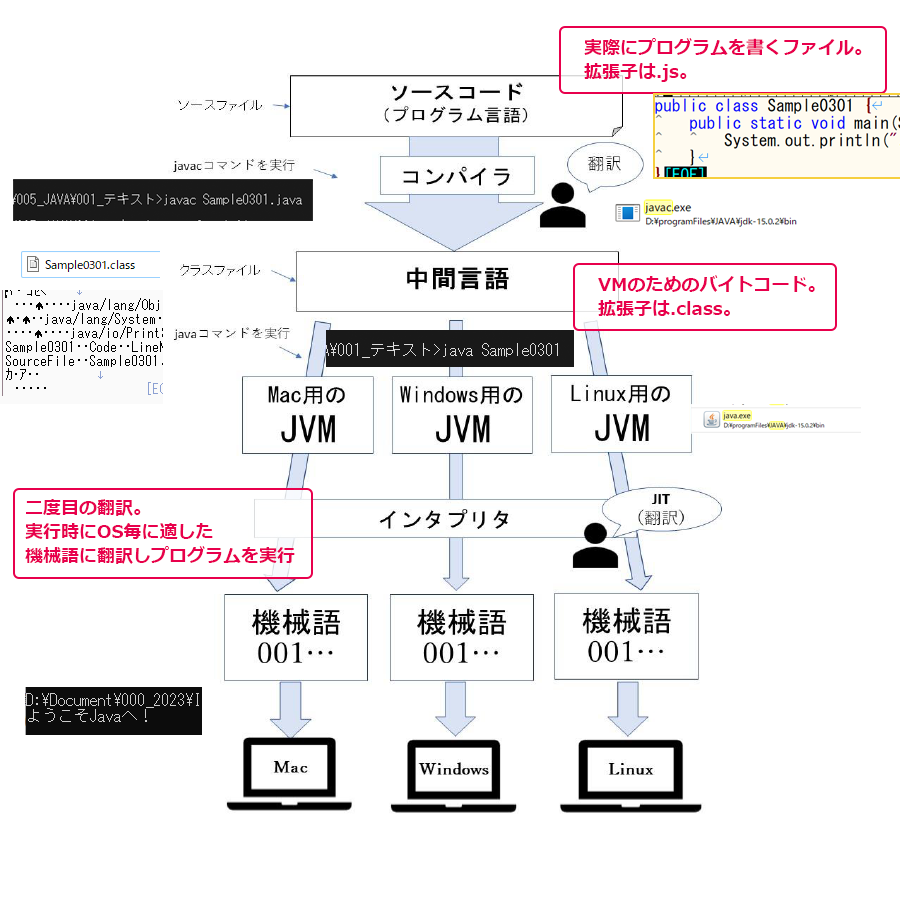 実際にプログラムを書くファイル。
拡張子は.js。
ソースファイル
ソースコード
(プログラム言語)
public class Sample0301 {
public static void main(S
System.out.println("
}
}[EOF]
javacコマンドを実行
コンパイラ
翻訳
¥005_JAVA¥001_テキスト>javac Sample0301.java
javac.exe
D:¥programFiles¥JAVA¥jdk-15.0.2¥bin
Sample0301.class
クラスファイル
中間言語
VMのためのバイトコード。
拡張子は.class。
java/lang/Obj
java/lang/System
java/io/Print
Sample0301··Code··Line
SourceFile··Sample0301.
カ·ア··
[EO
javaコマンドを実行
¥001_テキスト>java Sample0301
Mac用の
JVM
Windows用の
JVM
Linux用の
JVM
java.exe
D:¥programFiles¥JAVA¥jdk-15.0.2¥bin
二度目の翻訳。
実行時にOS毎に適した
機械語に翻訳しプログラムを実行
インタプリタ
JIT
(翻訳)
機械語
001…
機械語
001…
機械語
001…
D:¥Document¥000_2023¥I
ようこそJavaへ！
Mac
Windows
Linux